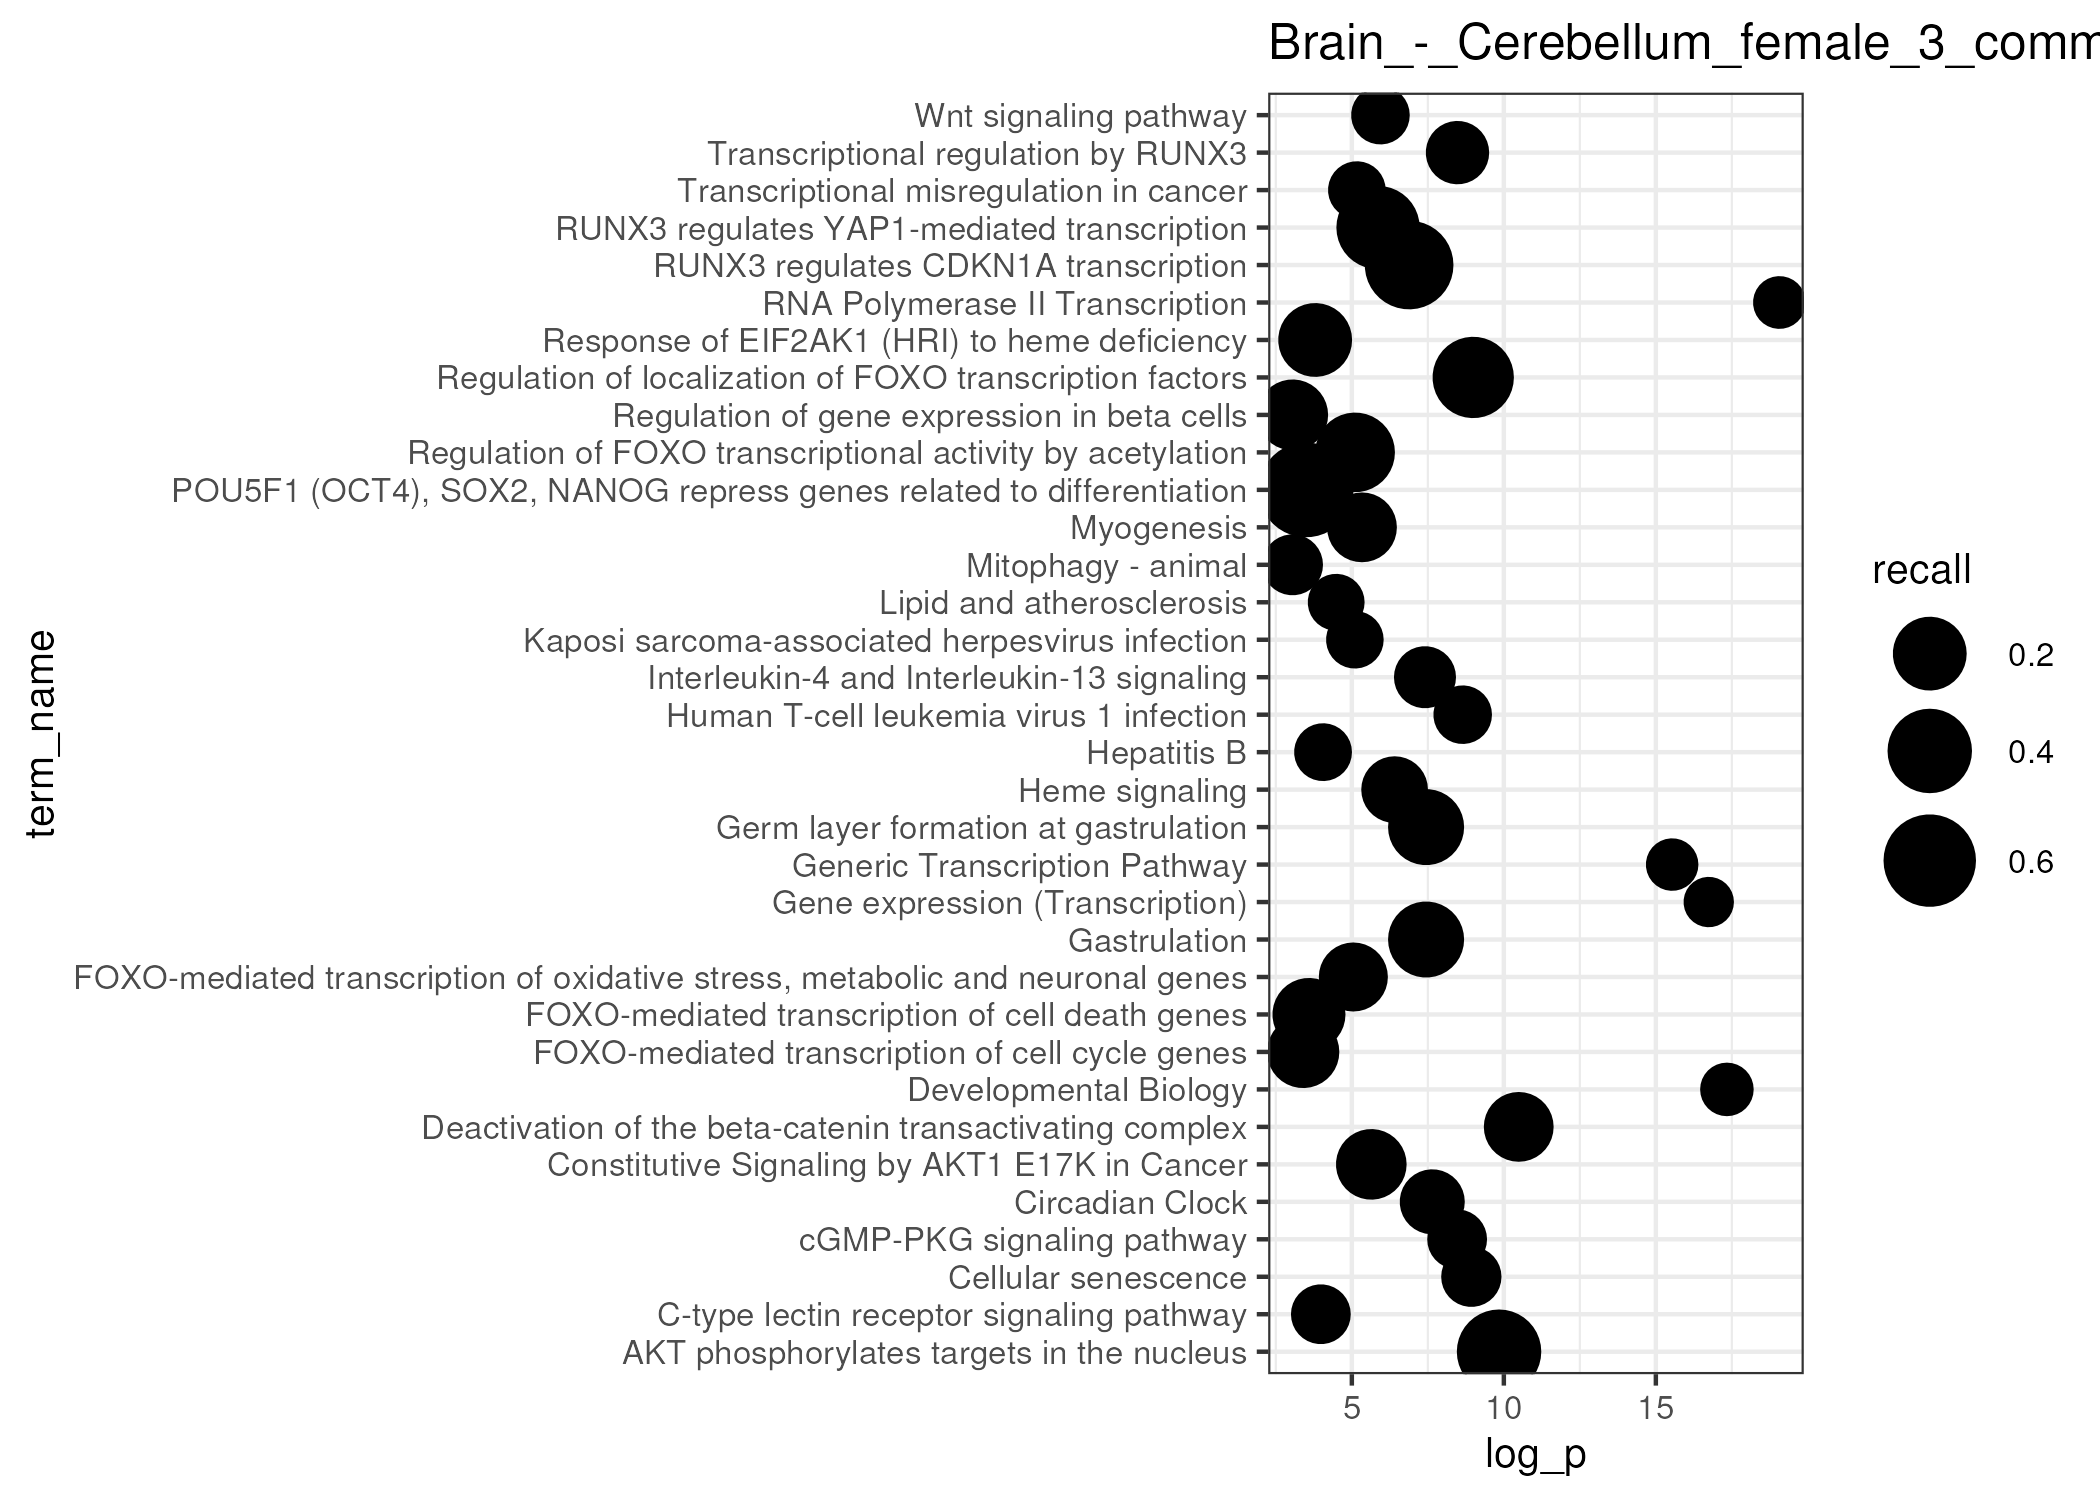 Brain_-_Cerebellum_female_3_comm
Wnt signaling pathway
Transcriptional regulation by RUNX3
Transcriptional misregulation in cancer
RUNX3 regulates YAP1-mediated transcription
RUNX3 regulates CDKN1A transcription
RNA Polymerase II Transcription
Response of EIF2AK1 (HRI) to heme deficiency
Regulation of localization of FOXO transcription factors
Regulation of gene expression in beta cells
Regulation of FOXO transcriptional activity by acetylation
POU5F1 (OCT4), SOX2, NANOG repress genes related to differentiation
Myogenesis
Mitophagy - animal
Lipid and atherosclerosis
Kaposi sarcoma-associated herpesvirus infection
Interleukin-4 and Interleukin-13 signaling
Human T-cell leukemia virus 1 infection
Hepatitis B
Heme signaling
Germ layer formation at gastrulation
Generic Transcription Pathway
Gene expression (Transcription)
Gastrulation
FOXO-mediated transcription of oxidative stress, metabolic and neuronal genes
FOXO-mediated transcription of cell death genes
FOXO-mediated transcription of cell cycle genes
Developmental Biology
Deactivation of the beta-catenin transactivating complex
Constitutive Signaling by AKT1 E17K in Cancer
Circadian Clock
cGMP-PKG signaling pathway
Cellular senescence
C-type lectin receptor signaling pathway
AKT phosphorylates targets in the nucleus
term_name
5 10 15
log_p
recall
0.2
0.4
0.6